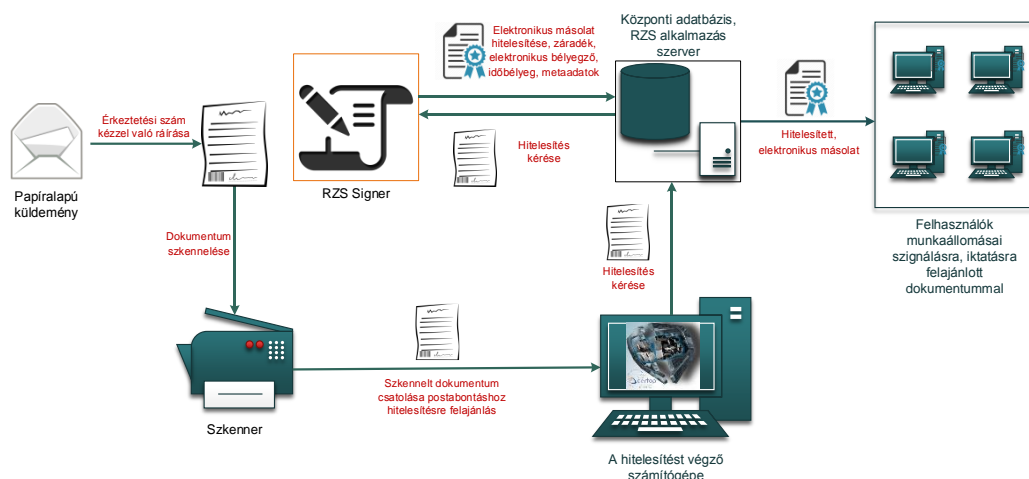 Központi adatbázis,
RZS alkalmazás
szerver
Elektronikus másolat
hitelesítése, záradék,
elektronikus bélyegző,
időbélyeg, metaadatok
Érkeztetési szám
kézzel való ráírása
Hitelesítés
kérése
Hitelesített,
elektronikus másolat
Papíralapú
küldemény
RZS Signer
Dokumentum
szkennelése
Hitelesítés
kérése
Felhasználók
munkaállomásai
szignálásra, iktatásra
felajánlott
dokumentummal
Szkennelt dokumentum
csatolása postabontáshoz
hitelesítésre felajánlás
Szkenner
A hitelesítést végző
számítógépe